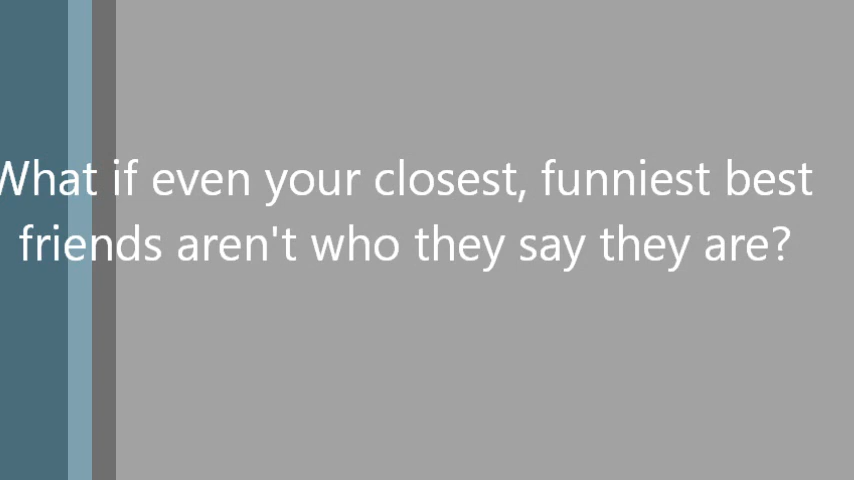 What if even your closest, funniest best
friends aren't who they say they are?